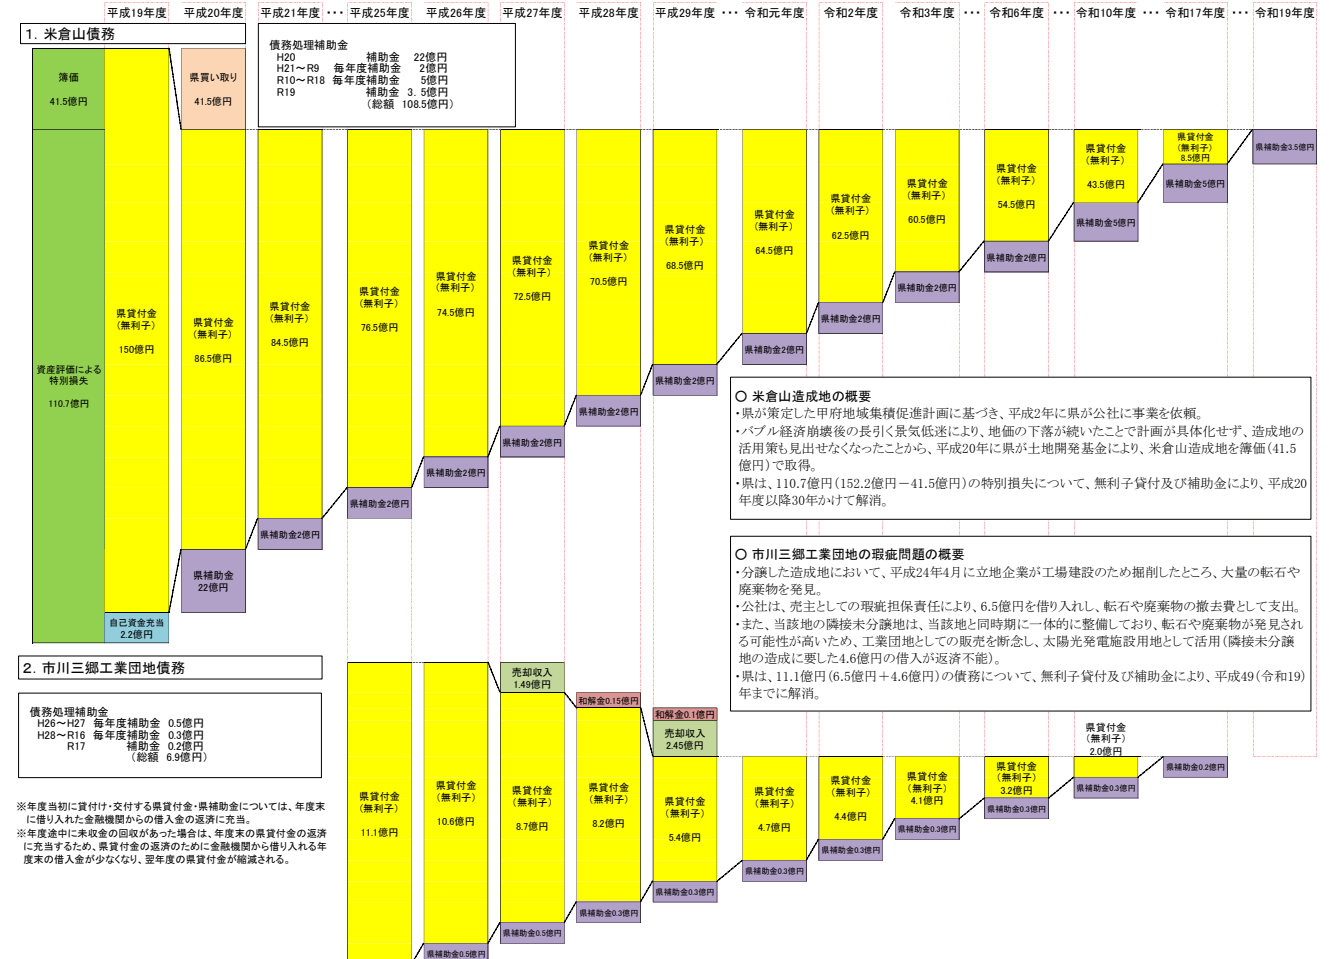 平成19年度 平成20年度 平成21年度 ・・・ 平成25年度 平成26年度 平成27年度 平成28年度 平成29年度 ・・・ 令和元年度 令和2年度 令和3年度 ・・・ 令和6年度 ・・・ 令和10年度 ・・・ 令和17年度 ・・・ 令和19年度
1. 米倉山債務
債務処理補助金
H20 補助金 22億円
H21～R9 毎年度補助金 2億円
R10～R18 毎年度補助金 5億円
R19 補助金 3.5億円
（総額 108.5億円）
簿価
41.5億円
資産評価による
特別損失
110.7億円
県貸付金
（無利子）
150億円
自己資金充当
2.2億円
県買い取り
41.5億円
県貸付金
（無利子）
86.5億円
県補助金
22億円
県貸付金
（無利子）
84.5億円
県補助金2億円
県貸付金
（無利子）
76.5億円
県補助金2億円
県貸付金
（無利子）
74.5億円
県補助金2億円
県貸付金
（無利子）
72.5億円
県補助金2億円
県貸付金
（無利子）
70.5億円
県補助金2億円
県貸付金
（無利子）
68.5億円
県補助金2億円
県貸付金
（無利子）
64.5億円
県補助金2億円
県貸付金
（無利子）
62.5億円
県補助金2億円
県貸付金
（無利子）
60.5億円
県補助金2億円
県貸付金
（無利子）
54.5億円
県補助金2億円
県貸付金
（無利子）
43.5億円
県補助金5億円
県貸付金
（無利子）
8.5億円
県補助金5億円
県補助金3.5億円
○ 米倉山造成地の概要
・県が策定した甲府地域集積促進計画に基づき、平成2年に県が公社に事業を依頼。
・バブル経済崩壊後の長引く景気低迷により、地価の下落が続いたことで計画が具体化せず、造成地の
活用策も見出せなくなったことから、平成20年に県が土地開発基金により、米倉山造成地を簿価（41.5
億円）で取得。
・県は、110.7億円（152.2億円－41.5億円）の特別損失について、無利子貸付及び補助金により、平成20
年度以降30年かけて解消。
○ 市川三郷工業団地の瑕疵問題の概要
・分譲した造成地において、平成24年4月に立地企業が工場建設のため掘削したところ、大量の転石や
廃棄物を発見。
・公社は、売主としての瑕疵担保責任により、6.5億円を借り入れし、転石や廃棄物の撤去費として支出。
・また、当該地の隣接未分譲地は、当該地と同時期に一体的に整備しており、転石や廃棄物が発見され
る可能性が高いため、工業団地としての販売を断念し、太陽光発電施設用地として活用（隣接未分譲
地の造成に要した4.6億円の借入が返済不能）。
・県は、11.1億円（6.5億円＋4.6億円）の債務について、無利子貸付及び補助金により、平成49（令和19）
年までに解消。
2. 市川三郷工業団地債務
債務処理補助金
H26～H27 毎年度補助金 0.5億円
H28～R16 毎年度補助金 0.3億円
R17 補助金 0.2億円
（総額 6.9億円）
※年度当初に貸付け・交付する県貸付金・県補助金については、年度末
に借り入れた金融機関からの借入金の返済に充当。
※年度途中に未収金の回収があった場合は、年度末の県貸付金の返済
に充当するため、県貸付金の返済のために金融機関から借り入れる年
度末の借入金が少なくなり、翌年度の県貸付金が縮減される。
県貸付金
（無利子）
11.1億円
県貸付金
（無利子）
10.6億円
県補助金0.5億円
売却収入
1.49億円
県貸付金
（無利子）
8.7億円
県補助金0.5億円
和解金0.15億円
県貸付金
（無利子）
8.2億円
県補助金0.3億円
和解金0.1億円
売却収入
2.45億円
県貸付金
（無利子）
5.4億円
県補助金0.3億円
県貸付金
（無利子）
4.7億円
県補助金0.3億円
県貸付金
（無利子）
4.4億円
県補助金0.3億円
県貸付金
（無利子）
4.1億円
県補助金0.3億円
県貸付金
（無利子）
3.2億円
県補助金0.3億円
県貸付金
（無利子）
2.0億円
県補助金0.3億円
県補助金0.2億円